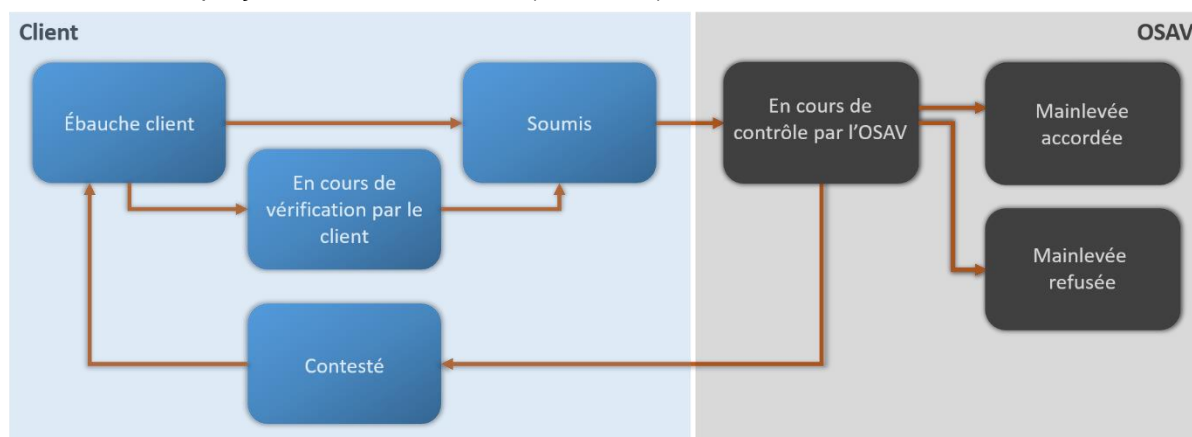 Client
OSAV
Ébauche client
Soumis
En cours de
contrôle par l’OSAV
Mainlevée
accordée
En cours de
vérification par le
client
Mainlevée
refusée
Contesté